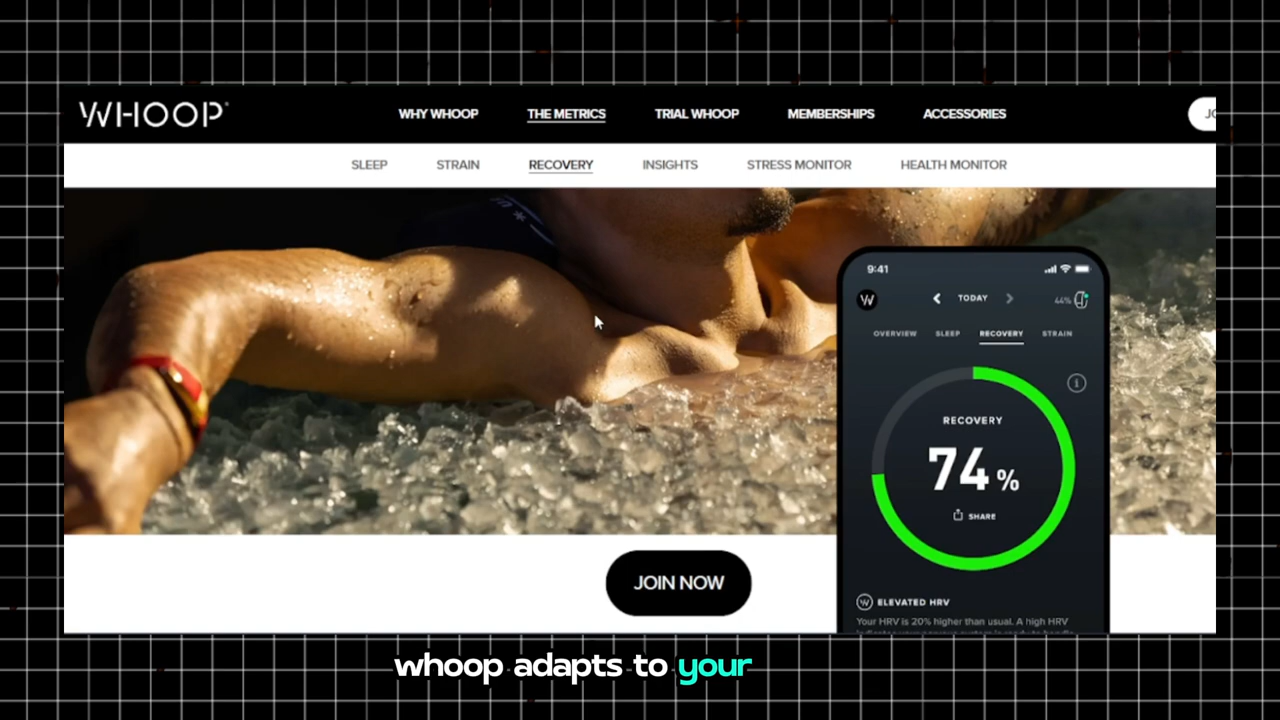 WHOOP
WHY WHOOP THE METRICS TRIAL WHOOP MEMBERSHIPS ACCESSORIES
SLEEP STRAIN RECOVERY INSIGHTS STRESS MONITOR HEALTH MONITOR
9:41
W TODAY 44%
OVERVIEW SLEEP RECOVERY STRAIN
RECOVERY
74%
SHARE
JOIN NOW
W ELEVATED HRV
Your HRV is 20% higher than usual. A high HRV
whoop adapts to your